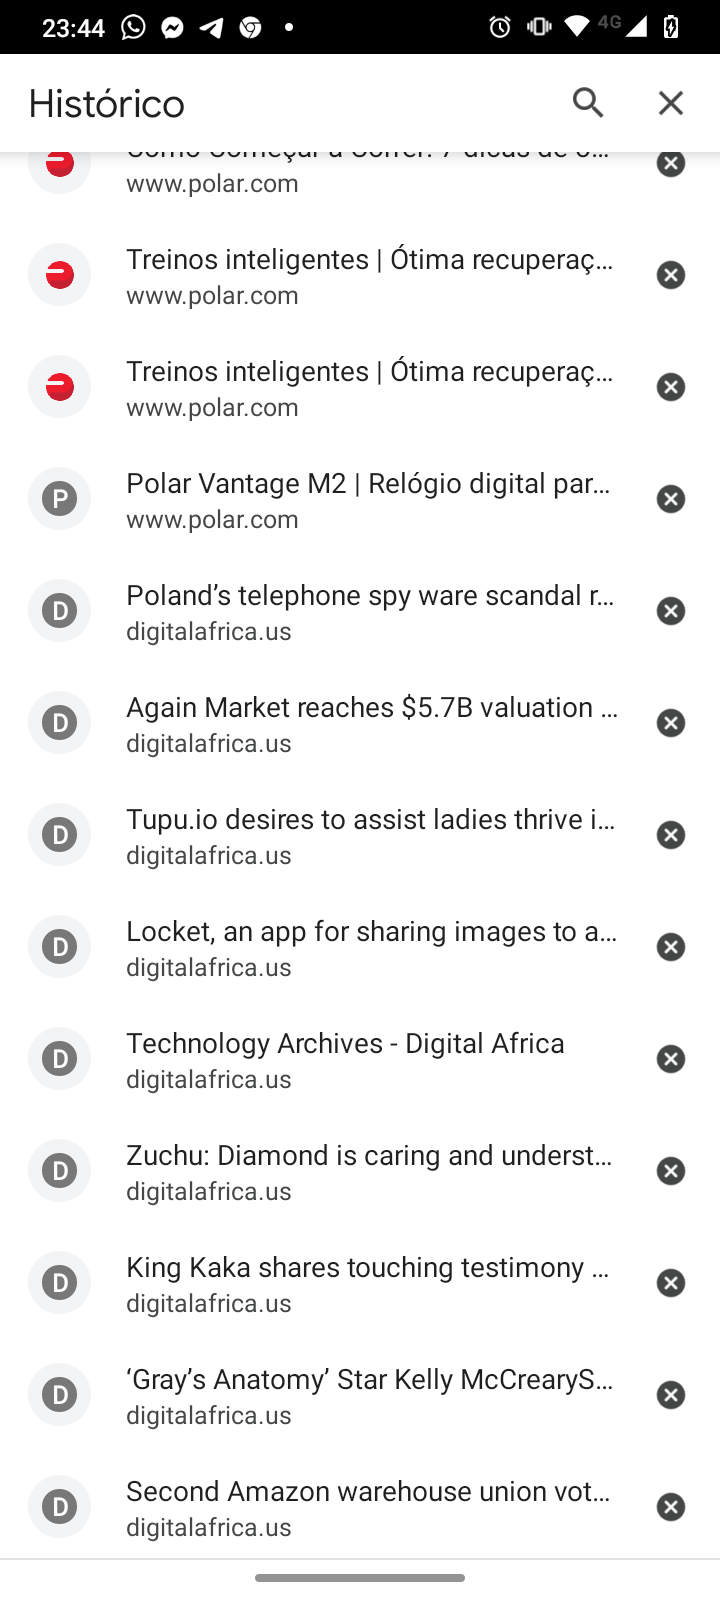 23:44
4G
Histórico
www.polar.com
Treinos inteligentes | Ótima recuperaç...
www.polar.com
Treinos inteligentes | Ótima recuperaç...
www.polar.com
P
Polar Vantage M2 | Relógio digital par...
www.polar.com
D
Poland’s telephone spy ware scandal r...
digitalafrica.us
D
Again Market reaches $5.7B valuation ...
digitalafrica.us
D
Tupu.io desires to assist ladies thrive i...
digitalafrica.us
D
Locket, an app for sharing images to a...
digitalafrica.us
D
Technology Archives - Digital Africa
digitalafrica.us
D
Zuchu: Diamond is caring and underst...
digitalafrica.us
D
King Kaka shares touching testimony ...
digitalafrica.us
D
‘Gray’s Anatomy’ Star Kelly McCrearyS...
digitalafrica.us
D
Second Amazon warehouse union vot...
digitalafrica.us